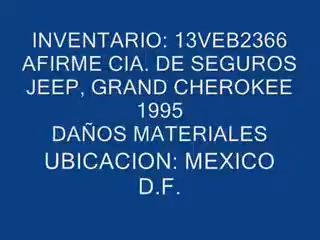 INVENTARIO: 13VEB2366
AFIRME CIA. DE SEGUROS
JEEP, GRAND CHEROKEE
1995
DAÑOS MATERIALES
UBICACION: MEXICO
D.F.